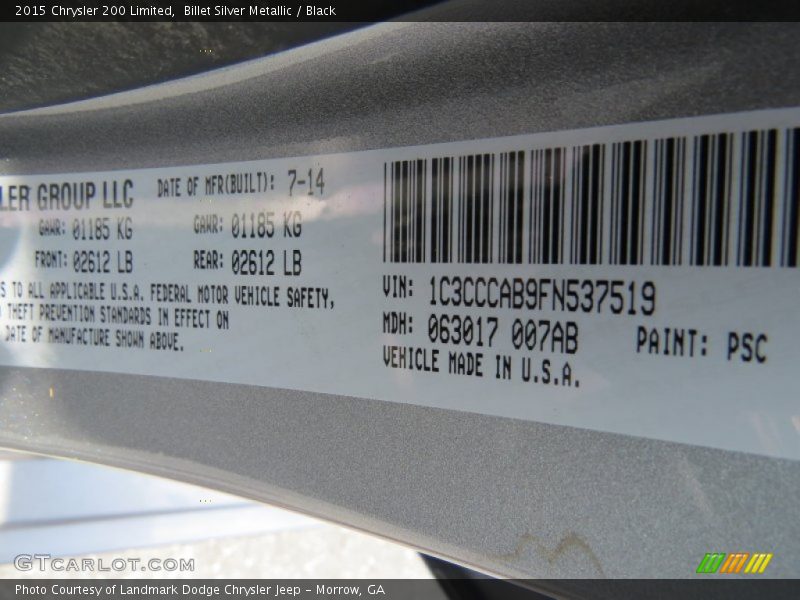 2015 Chrysler 200 Limited, Billet Silver Metallic / Black
LER GROUP LLC DATE OF MFR(BUILT): 7-14
GAWR: 01185 KG GAWR: 01185 KG
FRONT: 02612 LB REAR: 02612 LB
S TO ALL APPLICABLE U.S.A. FEDERAL MOTOR VEHICLE SAFETY,
THEFT PREVENTION STANDARDS IN EFFECT ON
DATE OF MANUFACTURE SHOWN ABOVE.
VIN: 1C3CCCAB9FN537519
MDH: 063017 007AB PAINT: PSC
VEHICLE MADE IN U.S.A.
GTCARLOT.COM
Photo Courtesy of Landmark Dodge Chrysler Jeep - Morrow, GA